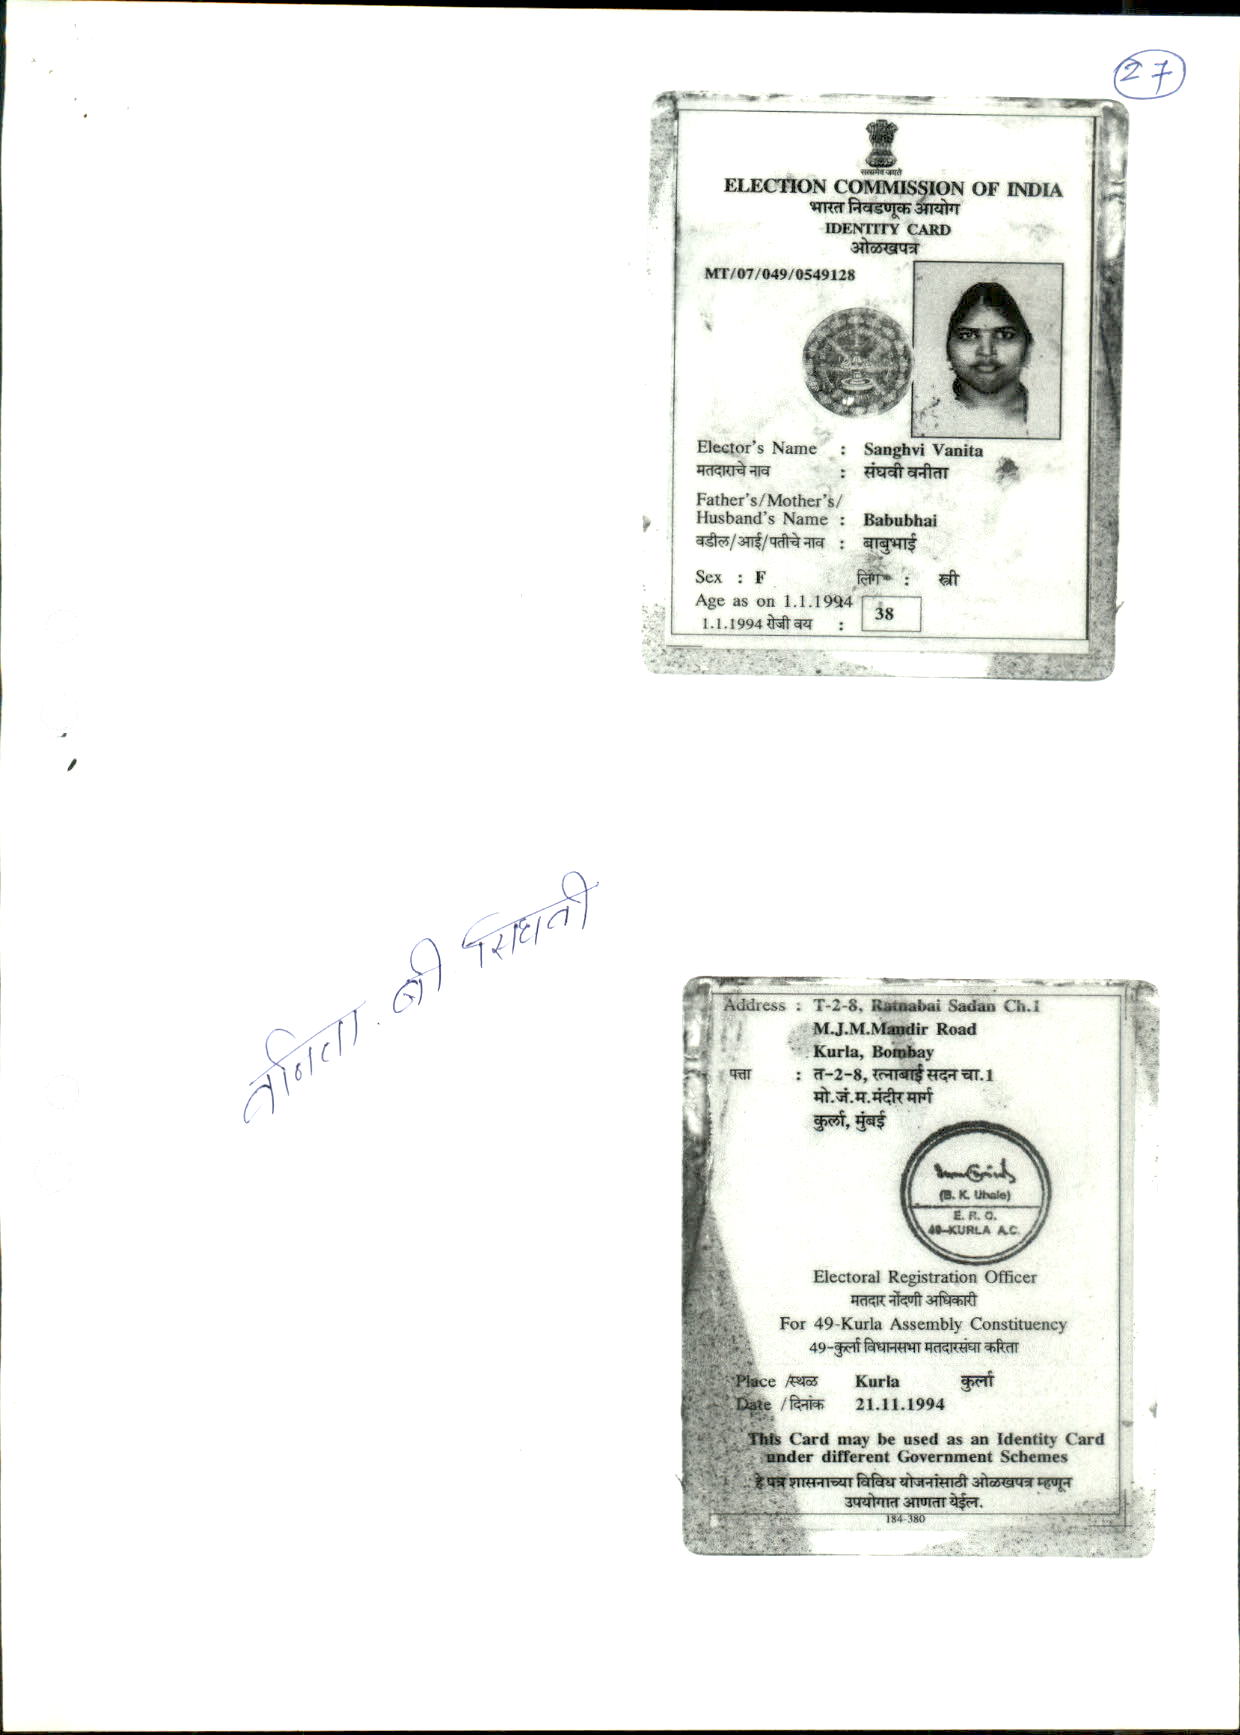 27
सत्यमेव जयते
ELECTION COMMISSION OF INDIA
भारत निवडणूक आयोग
IDENTITY CARD
ओळखपत्र
MT/07/049/0549128
Elector's Name : Sanghvi Vanita
मतदाराचे नाव : संघवी वनीता
Father's/Mother's/
Husband's Name : Babubhai
वडील/आई/पतीचे नाव : बाबुभाई
Sex : F लिंग : स्त्री
Age as on 1.1.1994
1.1.1994 रोजी वय : 38
वनिता बी
Address : T-2-8, Ratnabai Sadan Ch.1
M.J.M.Mandir Road
Kurla, Bombay
पत्ता : त-2-8, रत्नाबाई सदन चा.1
मो.जं.म.मंदीर मार्ग
कुर्ला, मुंबई
(B. K. Uhale)
E. R. O.
49-KURLA A.C.
Electoral Registration Officer
मतदार नोंदणी अधिकारी
For 49-Kurla Assembly Constituency
49-कुर्ला विधानसभा मतदारसंघा करिता
Place /स्थळ Kurla कुर्ला
Date /दिनांक 21.11.1994
This Card may be used as an Identity Card
under different Government Schemes
हे पत्र शासनाच्या विविध योजनांसाठी ओळखपत्र म्हणून
उपयोगात आणता येईल.
184-380